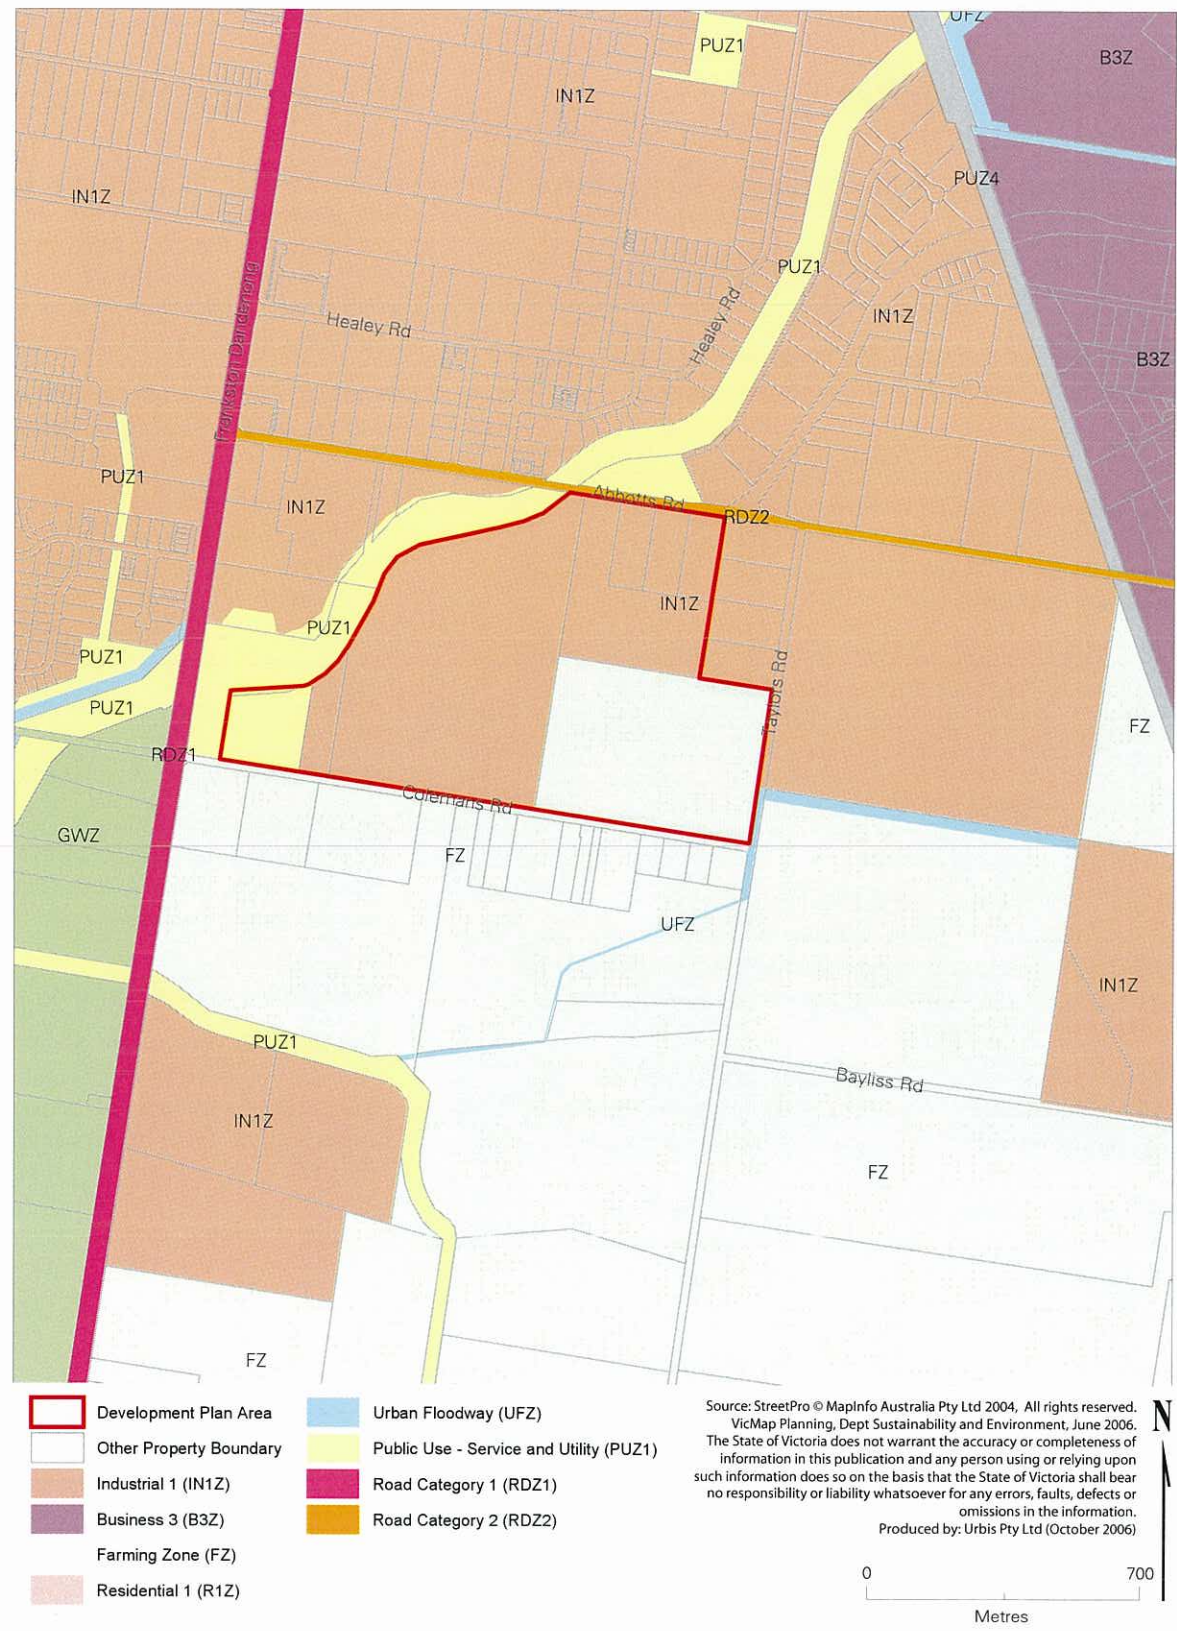 UFZ
PUZ1
B3Z
IN1Z
PUZ4
IN1Z
PUZ1
IN1Z
Healey Rd
Healey Rd
Frankston Dandenong
B3Z
PUZ1
IN1Z
Abbotts Rd
RDZ2
IN1Z
PUZ1
PUZ1
Taylors Rd
PUZ1
FZ
RDZ1
Colemans Rd
GWZ
FZ
UFZ
IN1Z
PUZ1
Bayliss Rd
IN1Z
FZ
FZ
Development Plan Area
Other Property Boundary
Industrial 1 (IN1Z)
Business 3 (B3Z)
Farming Zone (FZ)
Residential 1 (R1Z)
Urban Floodway (UFZ)
Public Use - Service and Utility (PUZ1)
Road Category 1 (RDZ1)
Road Category 2 (RDZ2)
Source: StreetPro © MapInfo Australia Pty Ltd 2004, All rights reserved.
VicMap Planning, Dept Sustainability and Environment, June 2006.
The State of Victoria does not warrant the accuracy or completeness of
information in this publication and any person using or relying upon
such information does so on the basis that the State of Victoria shall bear
no responsibility or liability whatsoever for any errors, faults, defects or
omissions in the information.
Produced by: Urbis Pty Ltd (October 2006)
N
0 700
Metres